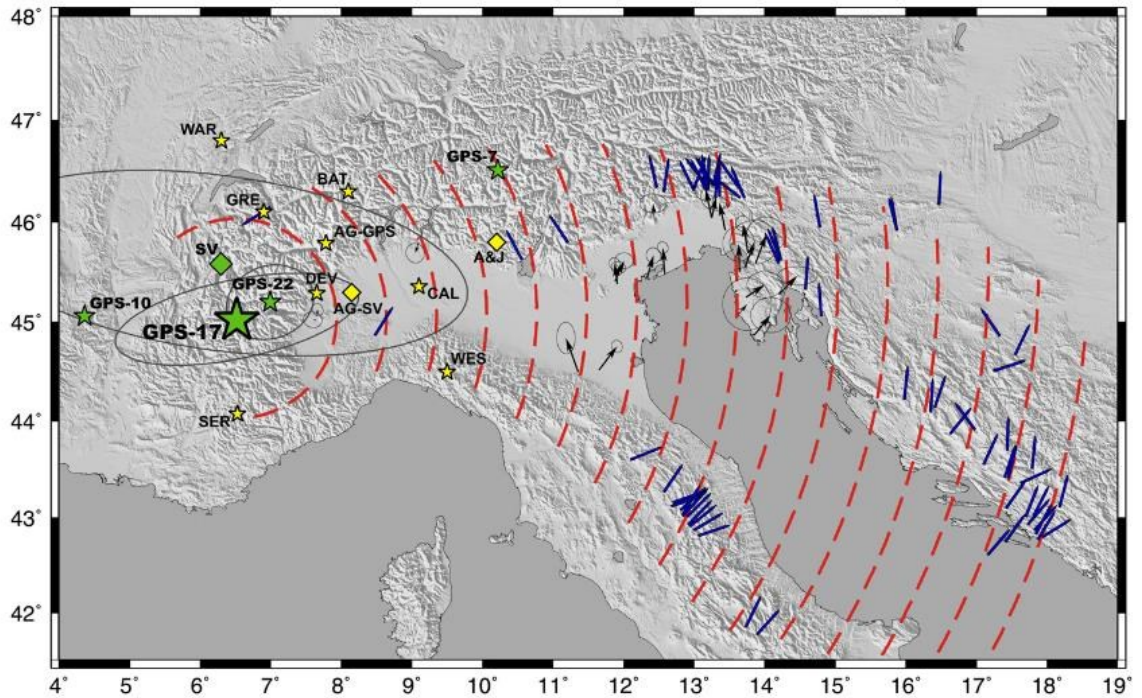 48°
47°
WAR
GPS-7
BAT
46°
GRE
AG-GPS
SV
A&J
GPS-22
DEV
GPS-10
AG-SV
CAL
45°
GPS-17
WES
44°
SER
43°
42°
4° 5° 6° 7° 8° 9° 10° 11° 12° 13° 14° 15° 16° 17° 18° 19°